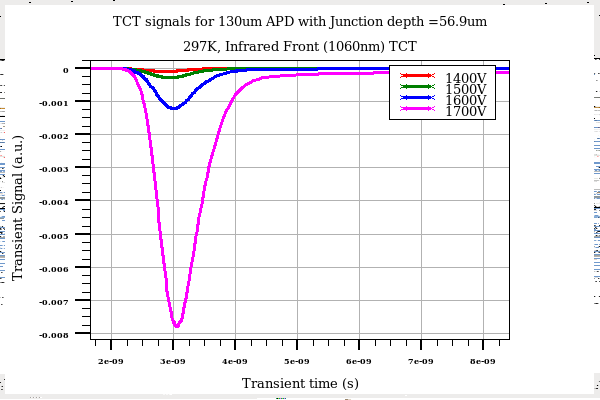 TCT signals for 130um APD with Junction depth =56.9um
297K, Infrared Front (1060nm) TCT
1400V
1500V
1600V
1700V
Transient Signal (a.u.)
0
-0.001
-0.002
-0.003
-0.004
-0.005
-0.006
-0.007
-0.008
2e-09 3e-09 4e-09 5e-09 6e-09 7e-09 8e-09
Transient time (s)